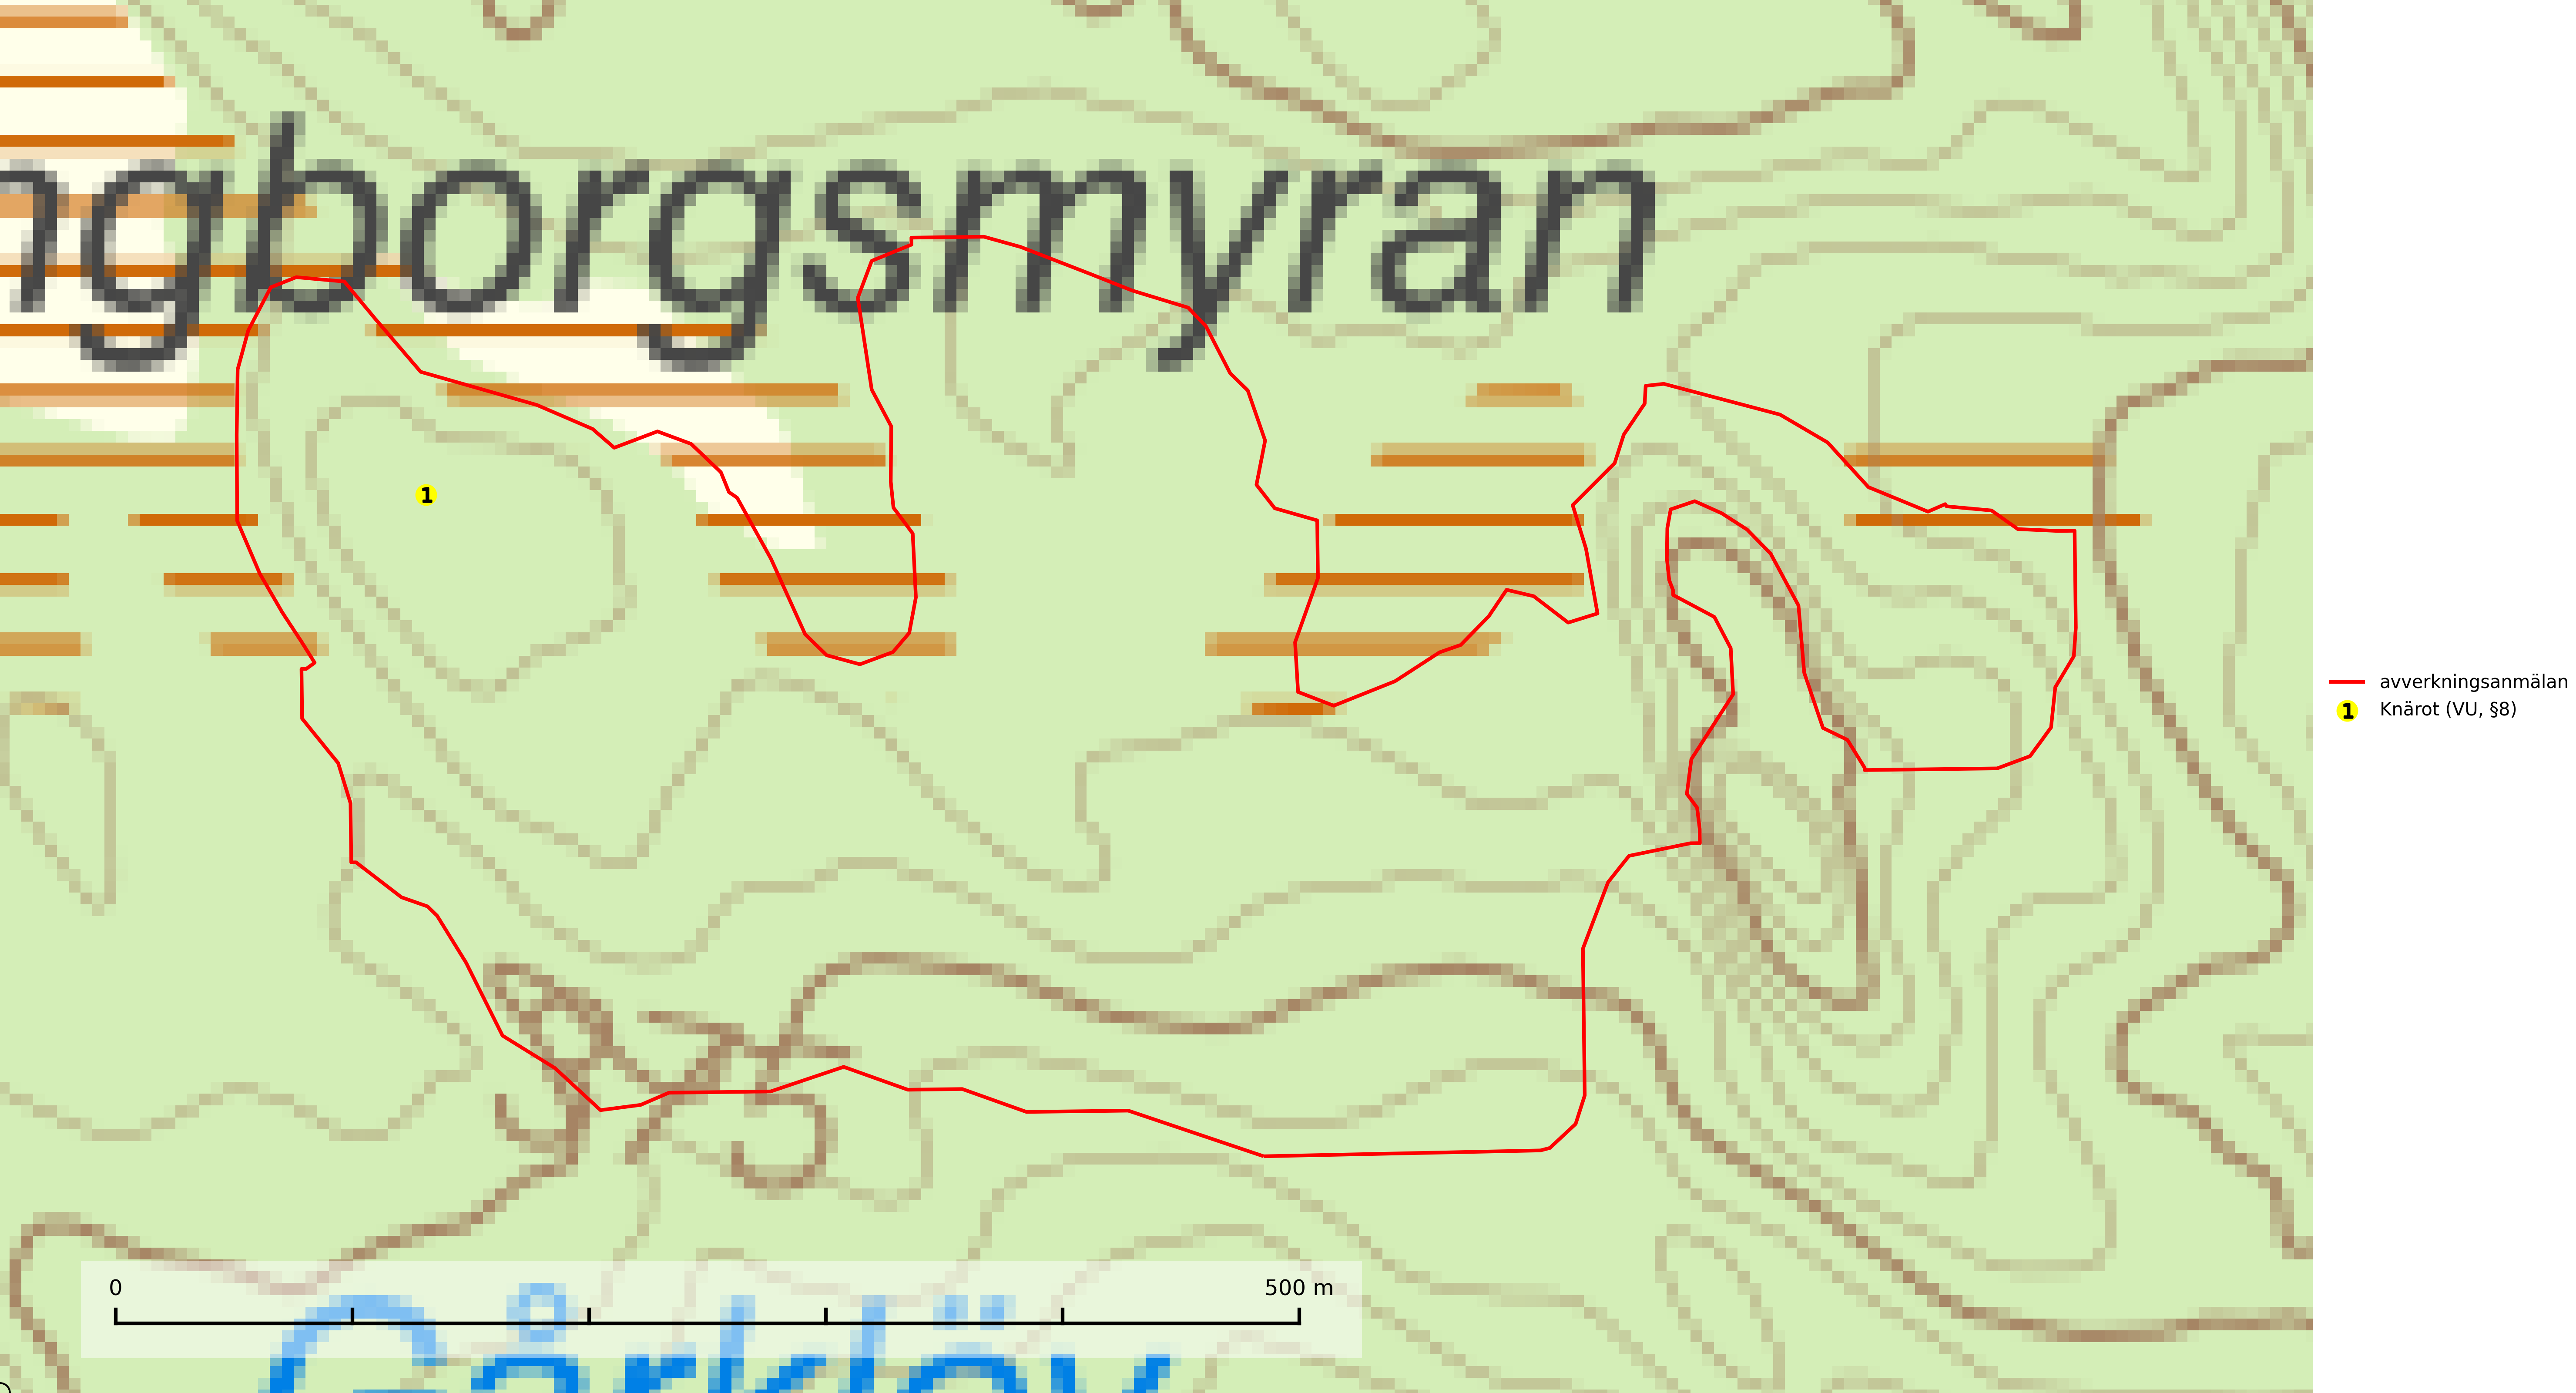 ngborgsmyran
1
avverkningsanmälan
1 Knärot (VU, §8)
0 500 m